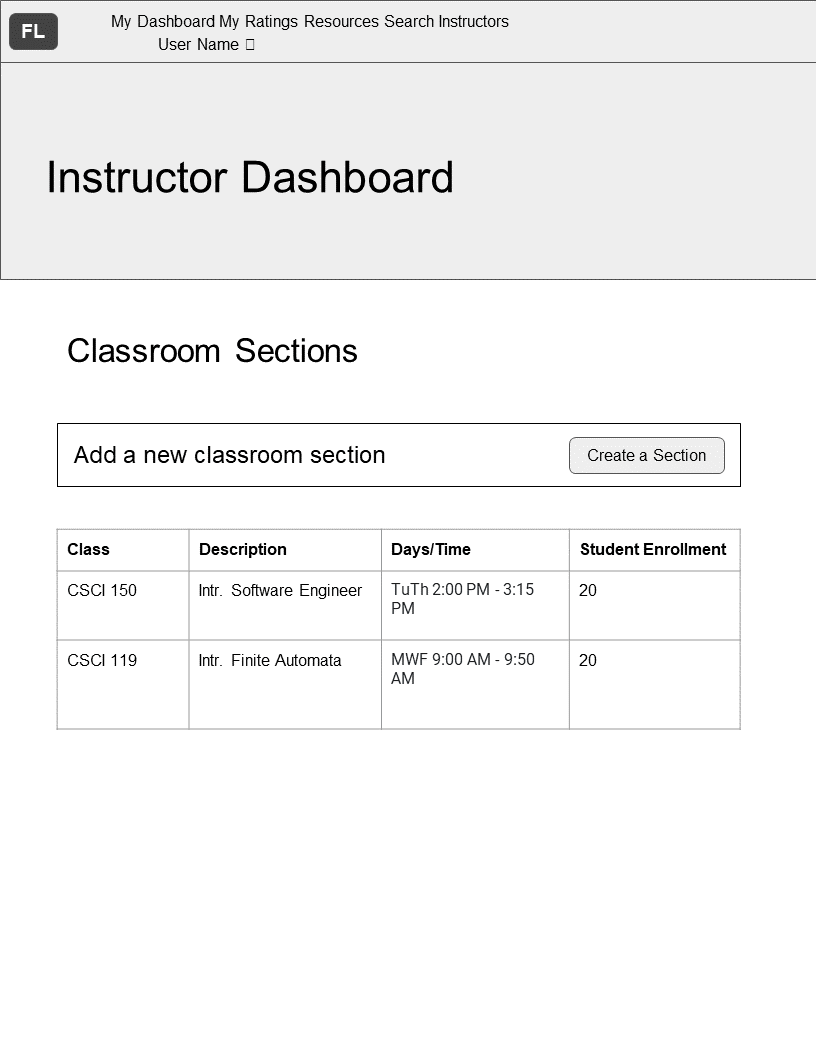 FL
My Dashboard My Ratings Resources Search Instructors
User Name
Instructor Dashboard
Classroom Sections
Add a new classroom section
Create a Section
Class Description Days/Time Student Enrollment
CSCI 150 Intr. Software Engineer TuTh 2:00 PM - 3:15 PM 20
CSCI 119 Intr. Finite Automata MWF 9:00 AM - 9:50 AM 20